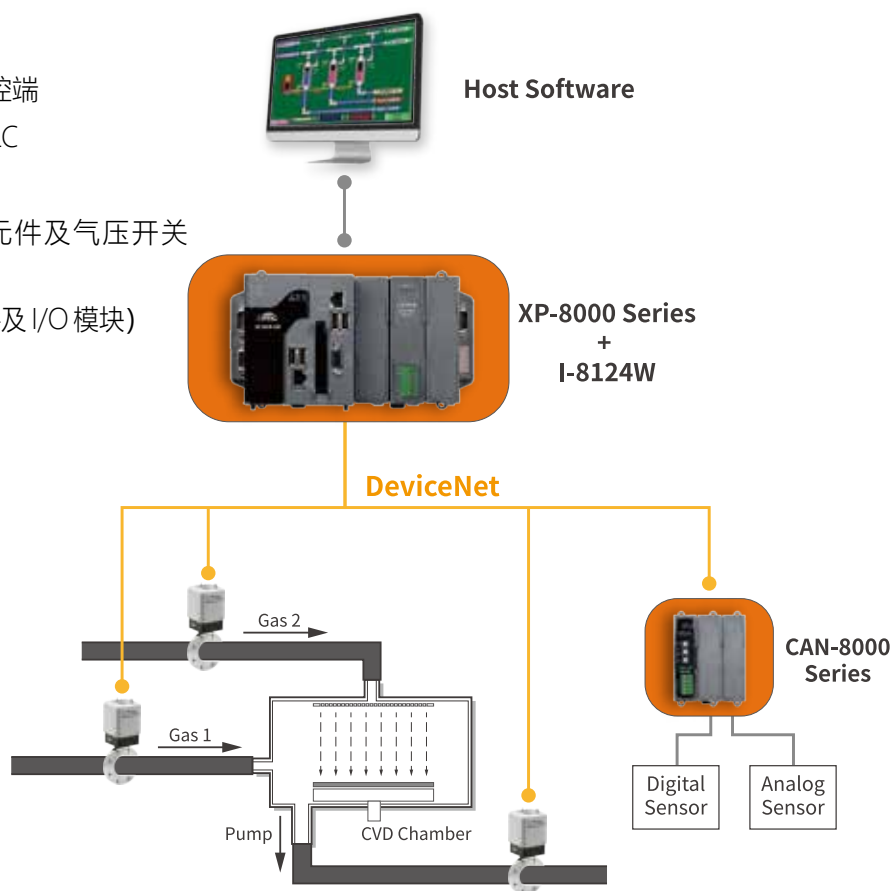 控端
C
元件及气压开关
及 I/O 模块)
Host Software
XP-8000 Series
+
I-8124W
DeviceNet
Gas 2
Gas 1
Pump
CVD Chamber
CAN-8000
Series
Digital
Sensor
Analog
Sensor